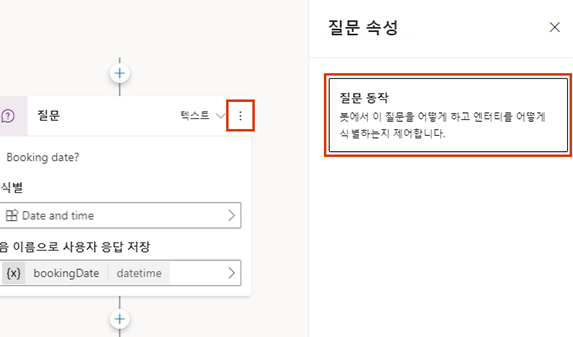 질문
텍스트
Booking date?
식별
Date and time
음 이름으로 사용자 응답 저장
{x} bookingDate datetime
질문 속성
질문 동작
봇에서 이 질문을 어떻게 하고 엔터티를 어떻게
식별하는지 제어합니다.